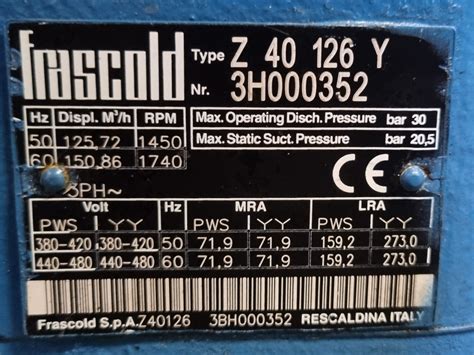 frascold Type Z 40 126 Y
Nr. 3H000352
Hz Displ. M³/h RPM
50 125,72 1450
60 150,86 1740
Max. Operating Disch. Pressure bar 30
Max. Static Suct. Pressure bar 20,5
3PH~ CE
Volt Hz MRA LRA
PWS YY PWS YY PWS YY
380-420 380-420 50 71,9 71,9 159,2 273,0
440-480 440-480 60 71,9 71,9 159,2 273,0
Frascold S.p.A. Z40126 3BH000352 RESCALDINA ITALY